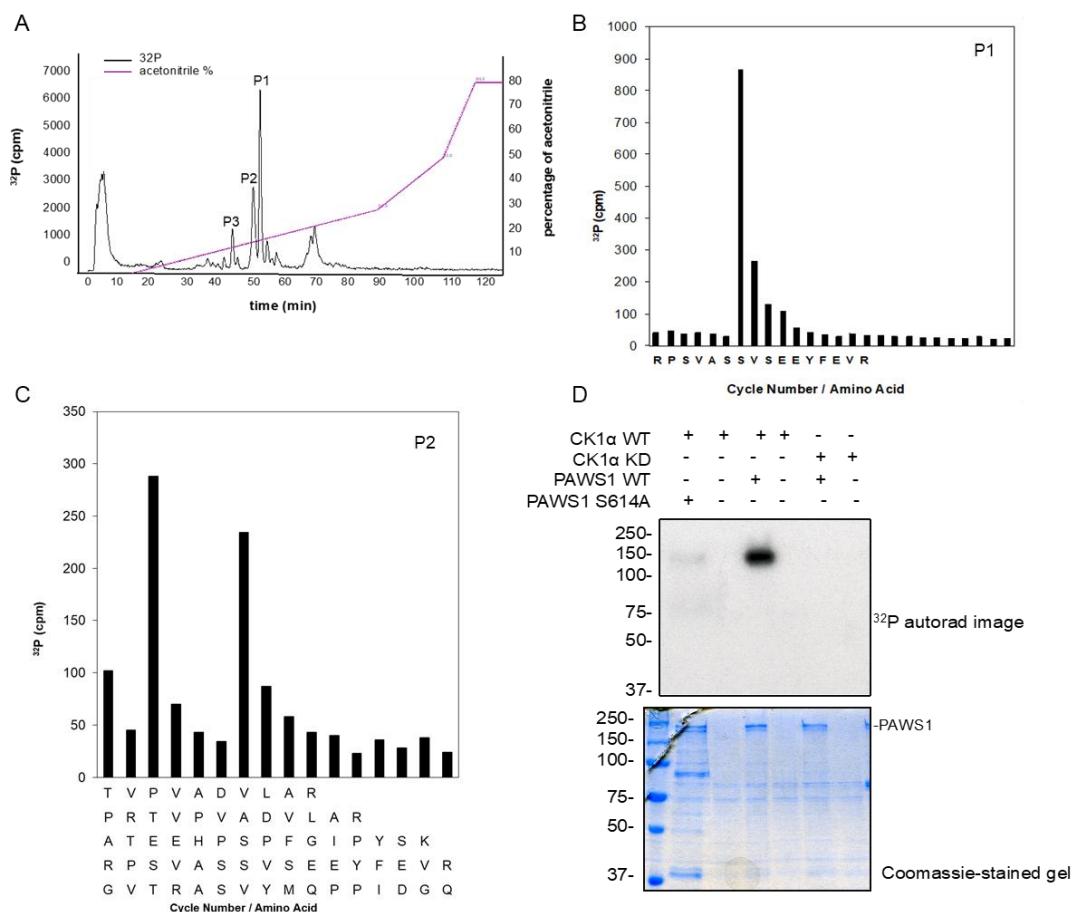 A
32P
acetonitrile %
7000
6000
5000
4000
3000
2000
1000
0
32P (cpm)
P1
P2
P3
80
70
60
50
40
30
20
10
percentage of acetonitrile
0 10 20 30 40 50 60 70 80 90 100 110 120
time (min)
B
P1
1000
900
800
700
600
500
400
300
200
100
0
32P (cpm)
R P S V A S S V S E E Y F E V R
Cycle Number / Amino Acid
C
P2
350
300
250
200
150
100
50
0
32P (cpm)
T V P V A D V L A R
P R T V P V A D V L A R
A T E E H P S P F G I P Y S K
R P S V A S S V S E E Y F E V R
G V T R A S V Y M Q P P I D G Q
Cycle Number / Amino Acid
D
CK1α WT + + + + - -
CK1α KD - - - - + +
PAWS1 WT - - + - + -
PAWS1 S614A + - - - - -
250-
150-
100-
75-
50-
37-
32P autorad image
250-
150-
100-
75-
50-
37-
-PAWS1
Coomassie-stained gel